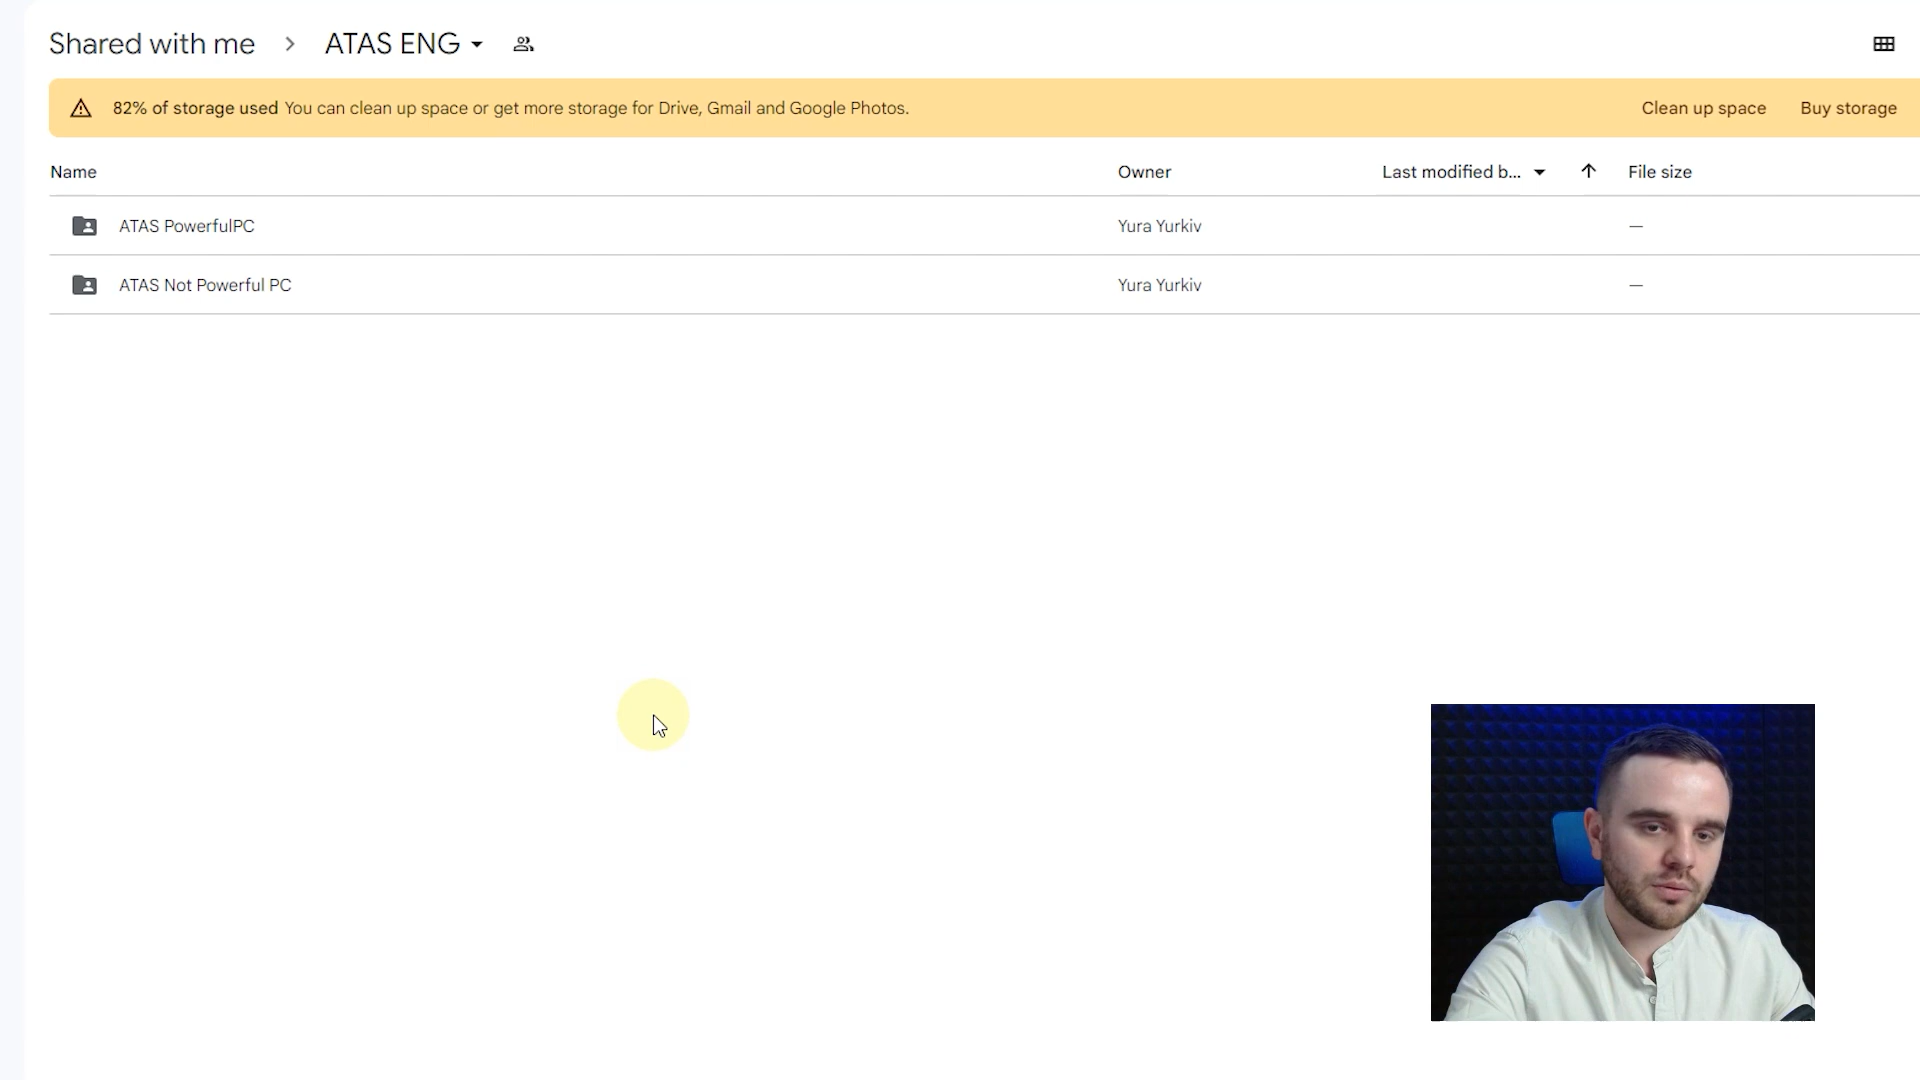 Shared with me > ATAS ENG
82% of storage used You can clean up space or get more storage for Drive, Gmail and Google Photos. Clean up space Buy storage
Name Owner Last modified b... File size
ATAS PowerfulPC Yura Yurkiv —
ATAS Not Powerful PC Yura Yurkiv —